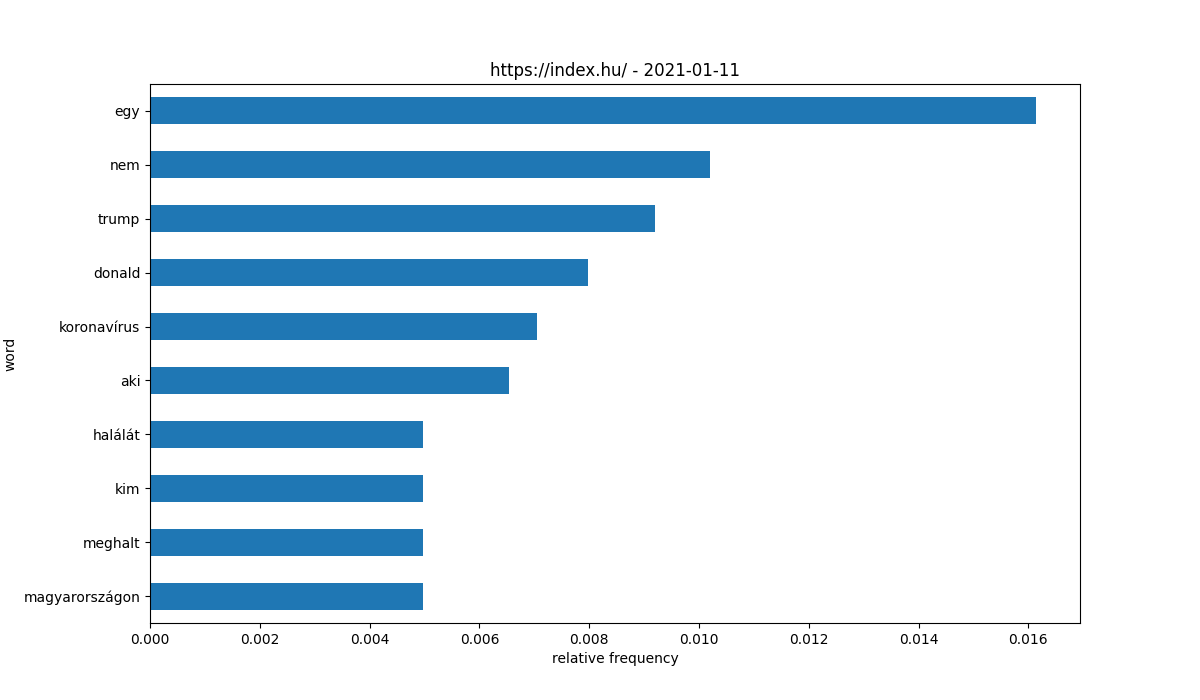 https://index.hu/ - 2021-01-11
egy
nem
trump
donald
koronavírus
aki
halálát
kim
meghalt
magyarországon
word
0.000 0.002 0.004 0.006 0.008 0.010 0.012 0.014 0.016
relative frequency